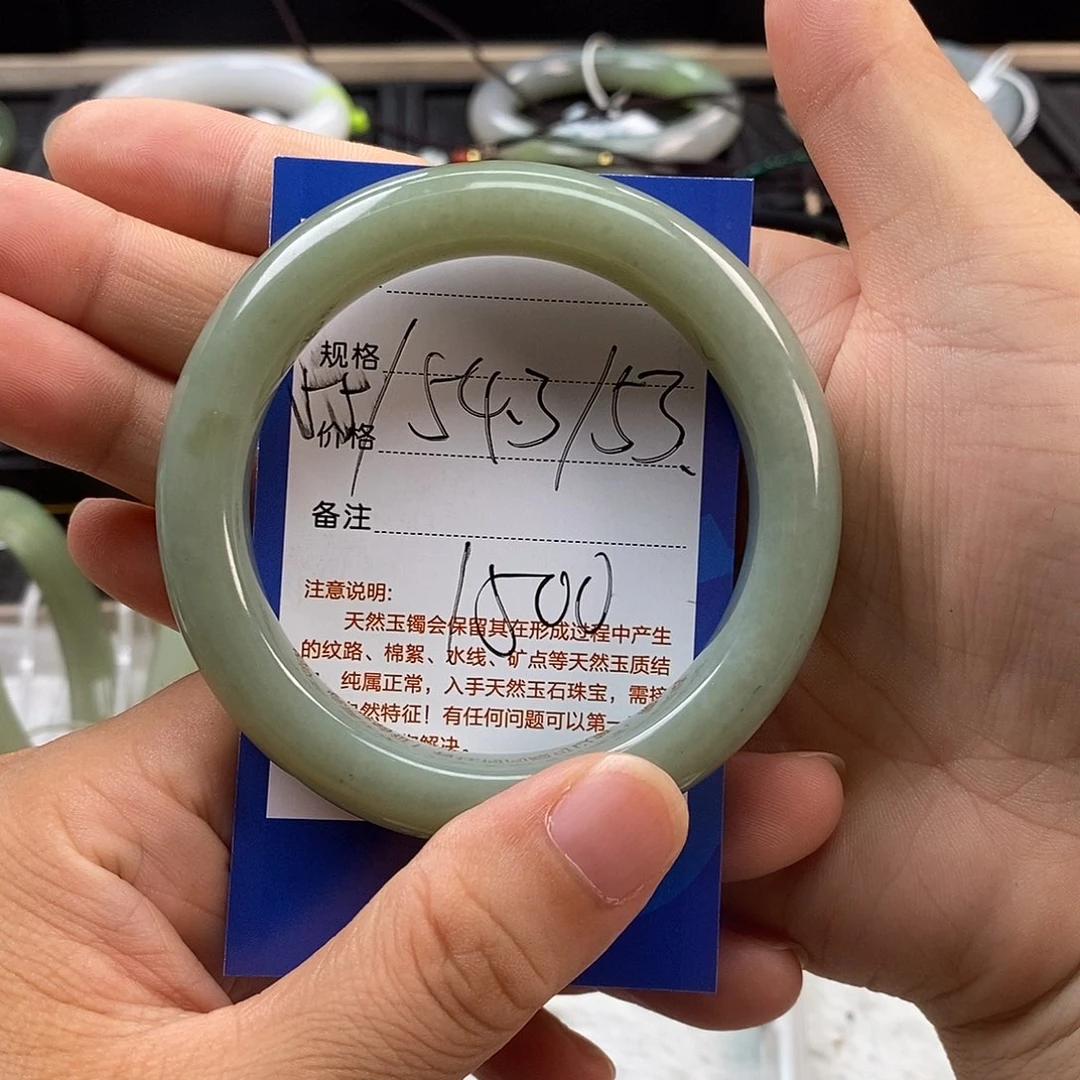 规格
/54.3/53.
价格
备注
1500
注意说明:
天然玉镯会保留其在形成过程中产生
的纹路、棉絮、水线、矿点等天然玉质结
纯属正常，入手天然玉石珠宝，需接
然特征！有任何问题可以第一
解决。